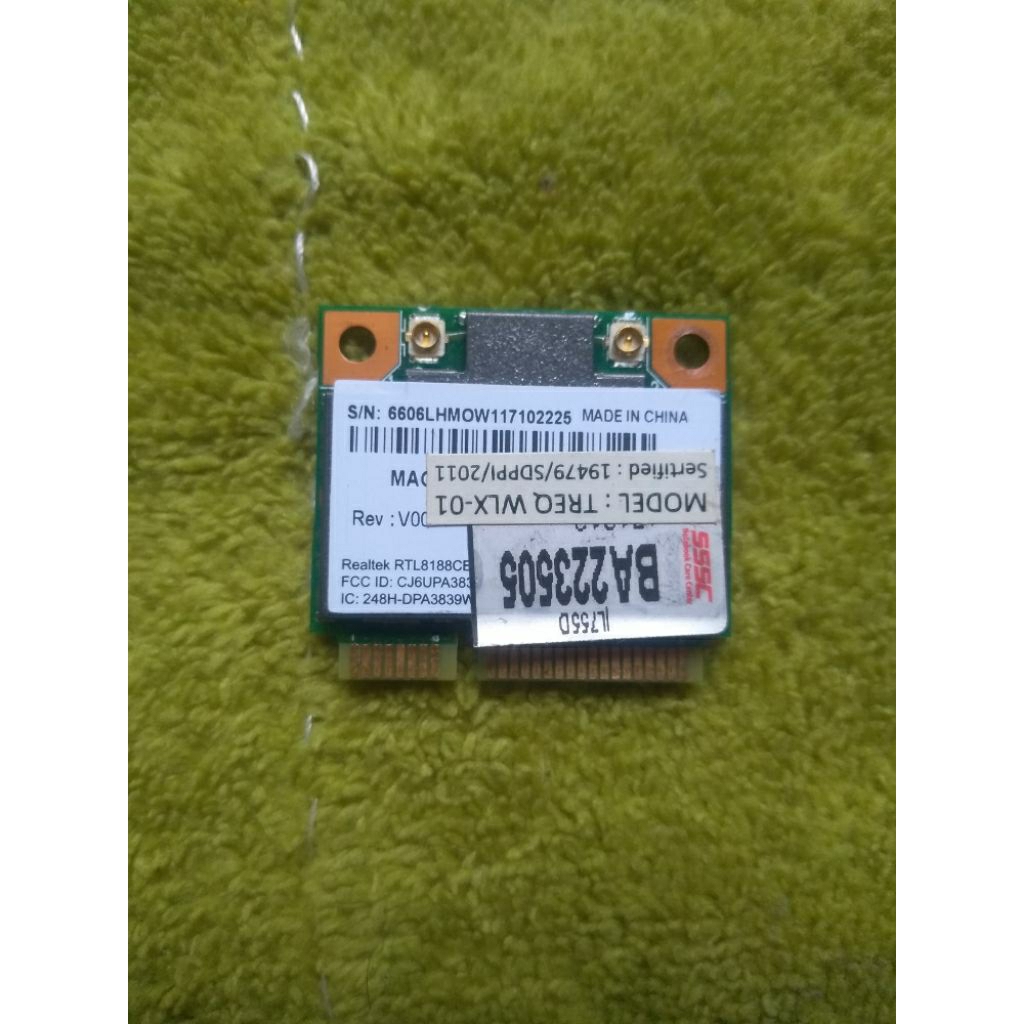 S/N: 6606LHMOW117102225 MADE IN CHINA
MAC
Rev : V00
Realtek RTL8188CE
FCC ID: CJ6UPA383
IC: 248H-DPA3839W
MODEL : TREQ WLX-01
Sertified : 19479/SDPPI/2011
JL755D
BA223505
SSSC